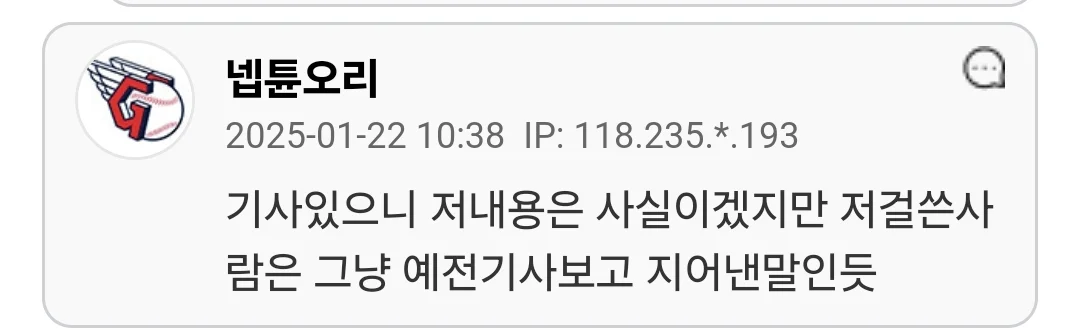 넵튠오리
2025-01-22 10:38 IP: 118.235.*.193
기사있으니 저내용은 사실이겠지만 저걸쓴사
람은 그냥 예전기사보고 지어낸말인듯